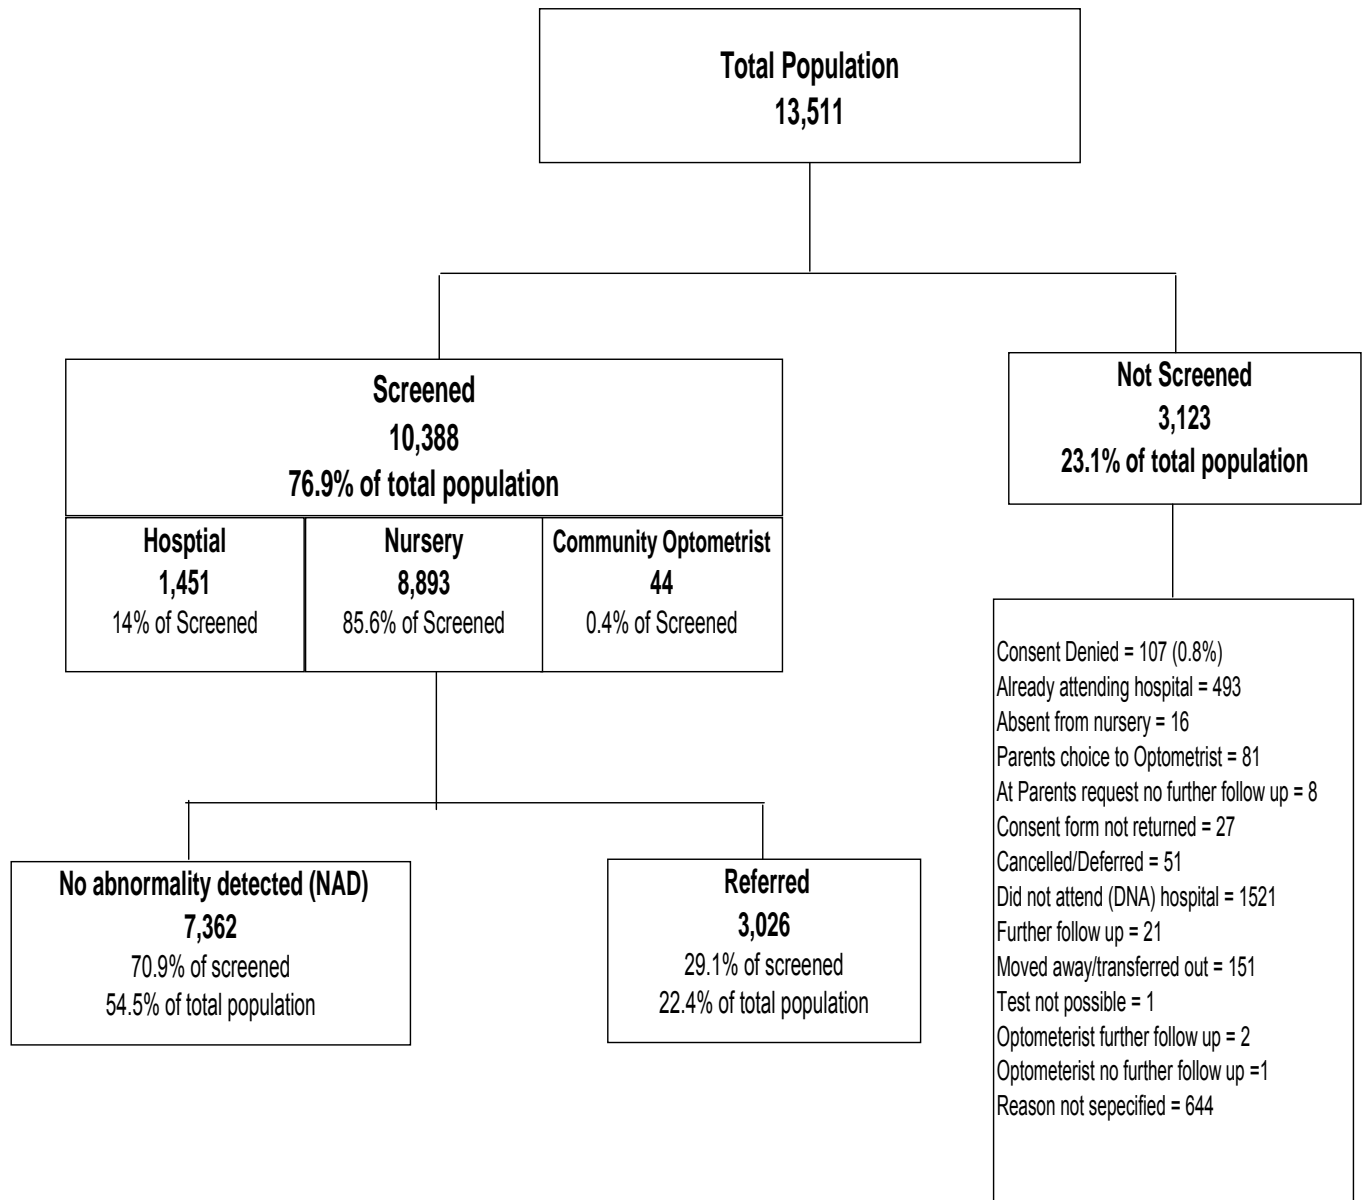 Total Population
13,511
Screened
10,388
76.9% of total population
Not Screened
3,123
23.1% of total population
Hosptial
1,451
14% of Screened
Nursery
8,893
85.6% of Screened
Community Optometrist
44
0.4% of Screened
Consent Denied = 107 (0.8%)
Already attending hospital = 493
Absent from nursery = 16
Parents choice to Optometrist = 81
At Parents request no further follow up = 8
Consent form not returned = 27
Cancelled/Deferred = 51
Did not attend (DNA) hospital = 1521
Further follow up = 21
Moved away/transferred out = 151
Test not possible = 1
Optometerist further follow up = 2
Optometerist no further follow up =1
Reason not sepecified = 644
No abnormality detected (NAD)
7,362
70.9% of screened
54.5% of total population
Referred
3,026
29.1% of screened
22.4% of total population